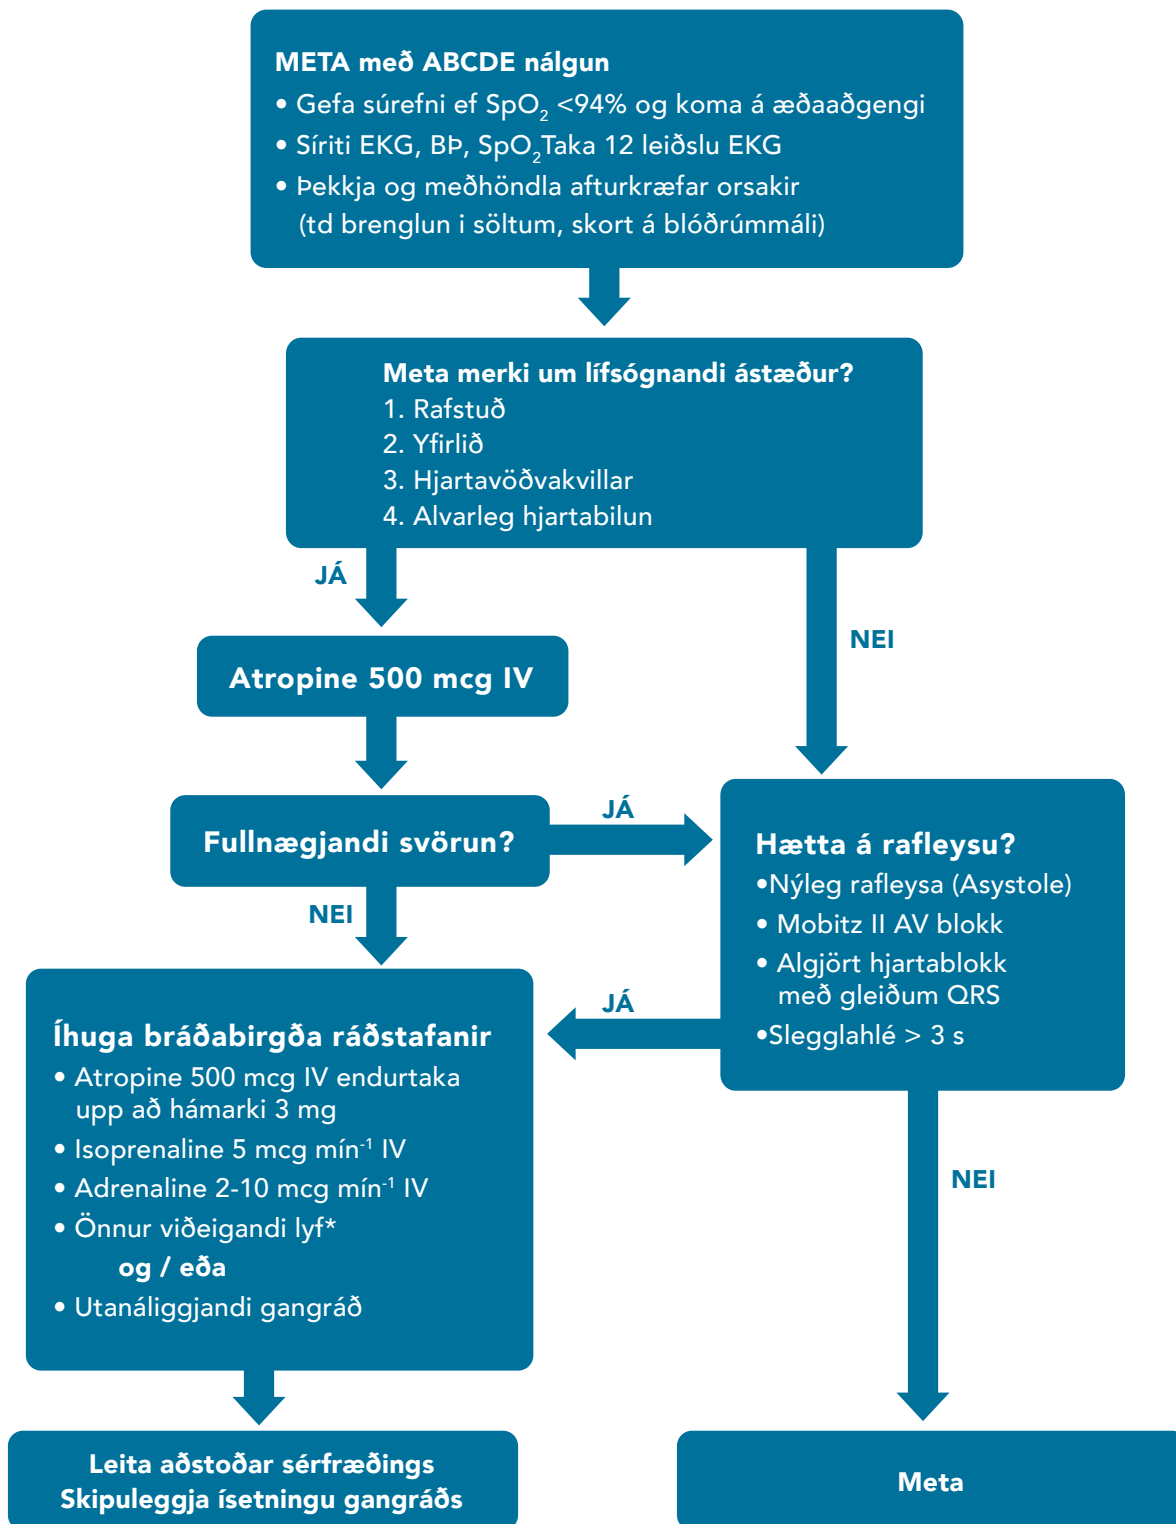 META með ABCDE nálgun
• Gefa súrefni ef SpO₂ <94% og koma á æðaaðgengi
• Síriti EKG, BÞ, SpO₂Taka 12 leiðslu EKG
• Þekkja og meðhöndla afturkræfar orsakir
(td brenglun i söltum, skort á blóðrúmmáli)
Meta merki um lífsógnandi ástæður?
1. Rafstuð
2. Yfirlið
3. Hjartavöðvakvillar
4. Alvarleg hjartabilun
JÁ
NEI
Atropine 500 mcg IV
Fullnægjandi svörun?
JÁ
NEI
Hætta á rafleysu?
•Nýleg rafleysa (Asystole)
• Mobitz II AV blokk
• Algjört hjartablokk
með gleiðum QRS
•Slegglahlé > 3 s
JÁ
NEI
Íhuga bráðabirgða ráðstafanir
• Atropine 500 mcg IV endurtaka
upp að hámarki 3 mg
• Isoprenaline 5 mcg mín⁻¹ IV
• Adrenaline 2-10 mcg mín⁻¹ IV
• Önnur viðeigandi lyf*
og / eða
• Utanáliggjandi gangráð
Leita aðstoðar sérfræðings
Skipuleggja ísetningu gangráðs
Meta